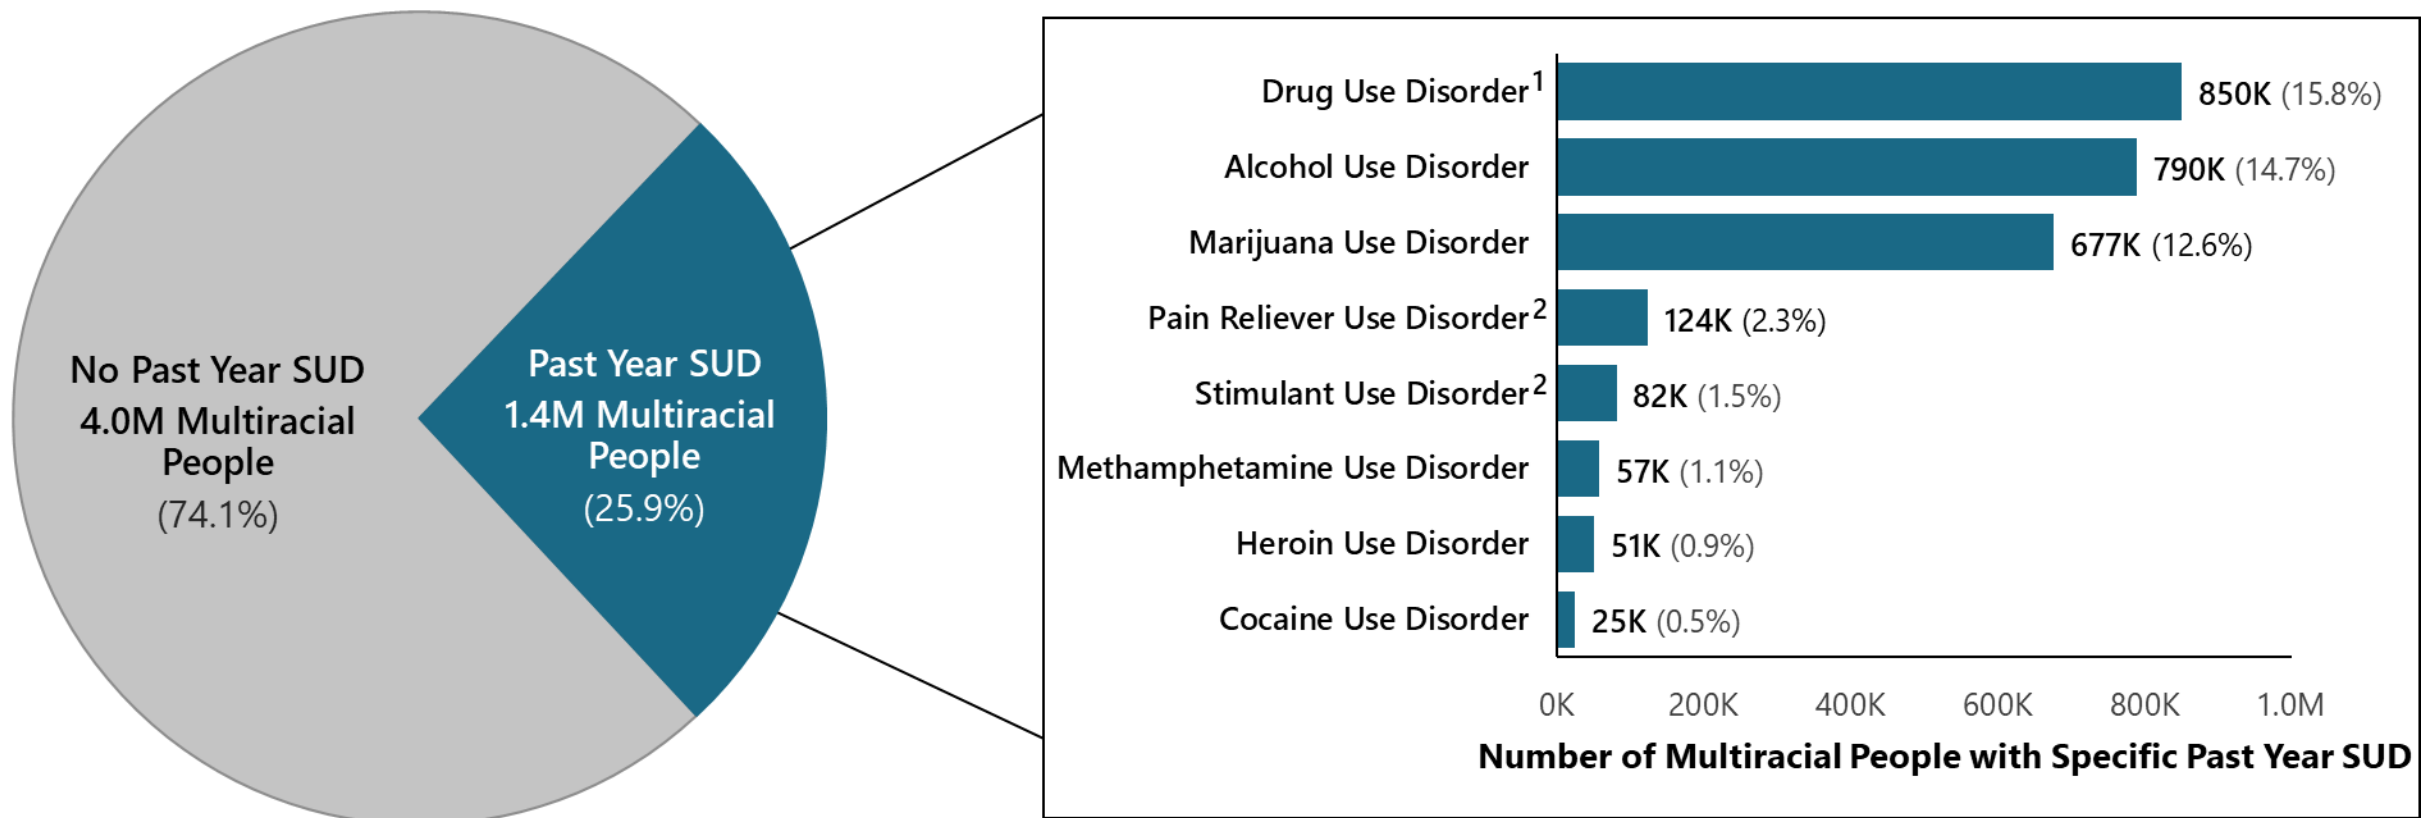 No Past Year SUD
4.0M Multiracial
People
(74.1%)
Past Year SUD
1.4M Multiracial
People
(25.9%)
Drug Use Disorder¹ 850K (15.8%)
Alcohol Use Disorder 790K (14.7%)
Marijuana Use Disorder 677K (12.6%)
Pain Reliever Use Disorder² 124K (2.3%)
Stimulant Use Disorder² 82K (1.5%)
Methamphetamine Use Disorder 57K (1.1%)
Heroin Use Disorder 51K (0.9%)
Cocaine Use Disorder 25K (0.5%)
0K 200K 400K 600K 800K 1.0M
Number of Multiracial People with Specific Past Year SUD